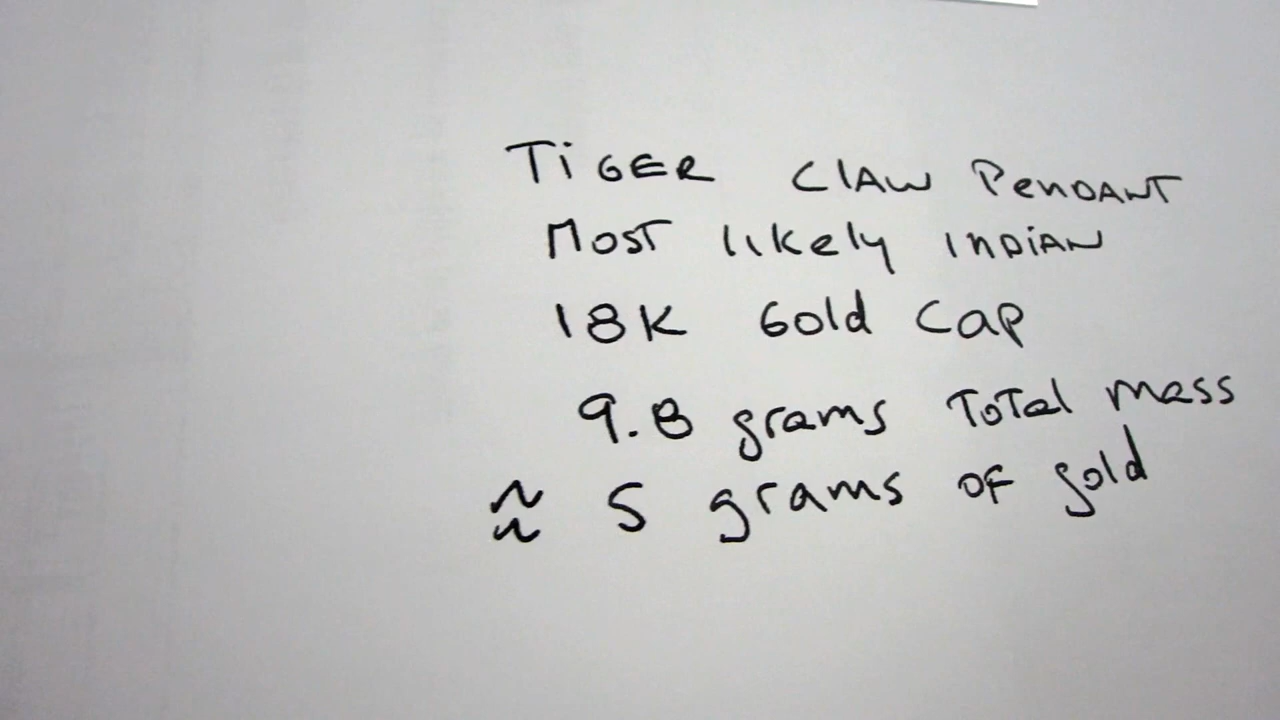 TiGER ClAW PenDANT
MosT likely InDiAN
18K Gold Cap
9.8 grams ToTal mass
≈ 5 grams oF gold